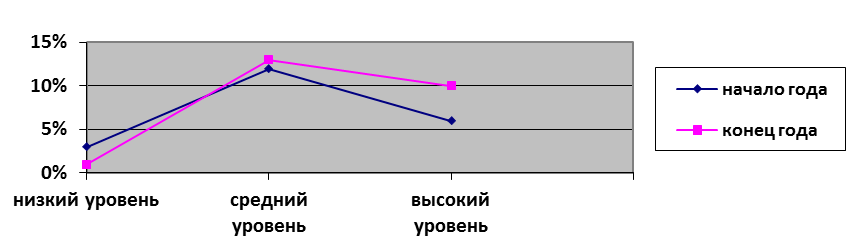 15%
10%
5%
0%
низкий уровень
средний
уровень
высокий
уровень
начало года
конец года